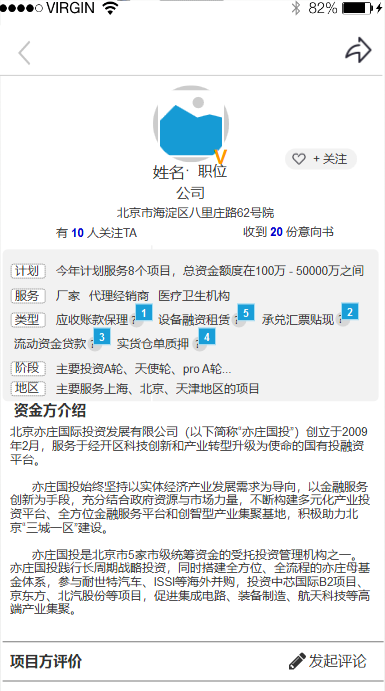 VIRGIN 82%
V
姓名· 职位
+ 关注
公司
北京市海淀区八里庄路62号院
有 10 人关注TA 收到 20 份意向书
计划 今年计划服务8个项目，总资金额度在100万 - 50000万之间
服务 厂家 代理经销商 医疗卫生机构
类型 应收账款保理 ? 1 设备融资租赁 ? 5 承兑汇票贴现 ? 2
流动资金贷款 ? 3 实货仓单质押 ? 4
阶段 主要投资A轮、天使轮、pro A轮...
地区 主要服务上海、北京、天津地区的项目
资金方介绍
北京亦庄国际投资发展有限公司（以下简称“亦庄国投”）创立于2009
年2月，服务于经开区科技创新和产业转型升级为使命的国有投融资
平台。
亦庄国投始终坚持以实体经济产业发展需求为导向，以金融服务
创新为手段，充分结合政府资源与市场力量，不断构建多元化产业投
资平台、全方位金融服务平台和创智型产业集聚基地，积极助力北
京“三城一区”建设。
亦庄国投是北京市5家市级统筹资金的受托投资管理机构之一。
亦庄国投践行长周期战略投资，同时搭建全方位、全流程的亦庄母基
金体系，参与耐世特汽车、ISSI等海外并购，投资中芯国际B2项目、
京东方、北汽股份等项目，促进集成电路、装备制造、航天科技等高
端产业集聚。
项目方评价 发起评论